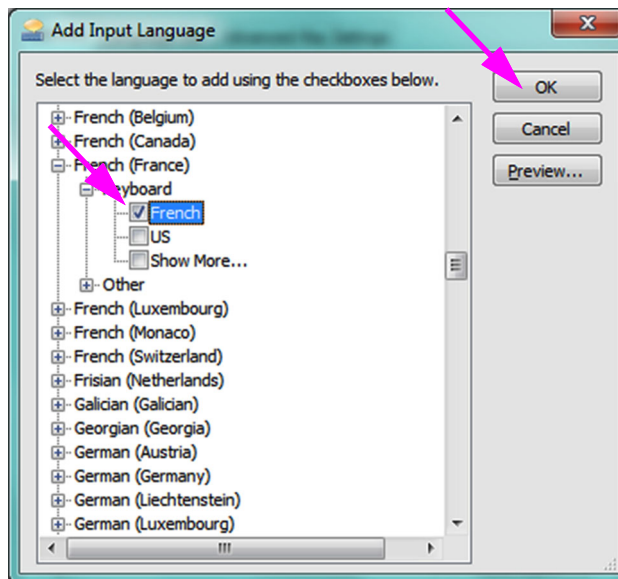 Add Input Language
Select the language to add using the checkboxes below.
OK
Cancel
Preview...
French (Belgium)
French (Canada)
French (France)
Keyboard
French
US
Show More...
Other
French (Luxembourg)
French (Monaco)
French (Switzerland)
Frisian (Netherlands)
Galician (Galician)
Georgian (Georgia)
German (Austria)
German (Germany)
German (Liechtenstein)
German (Luxembourg)